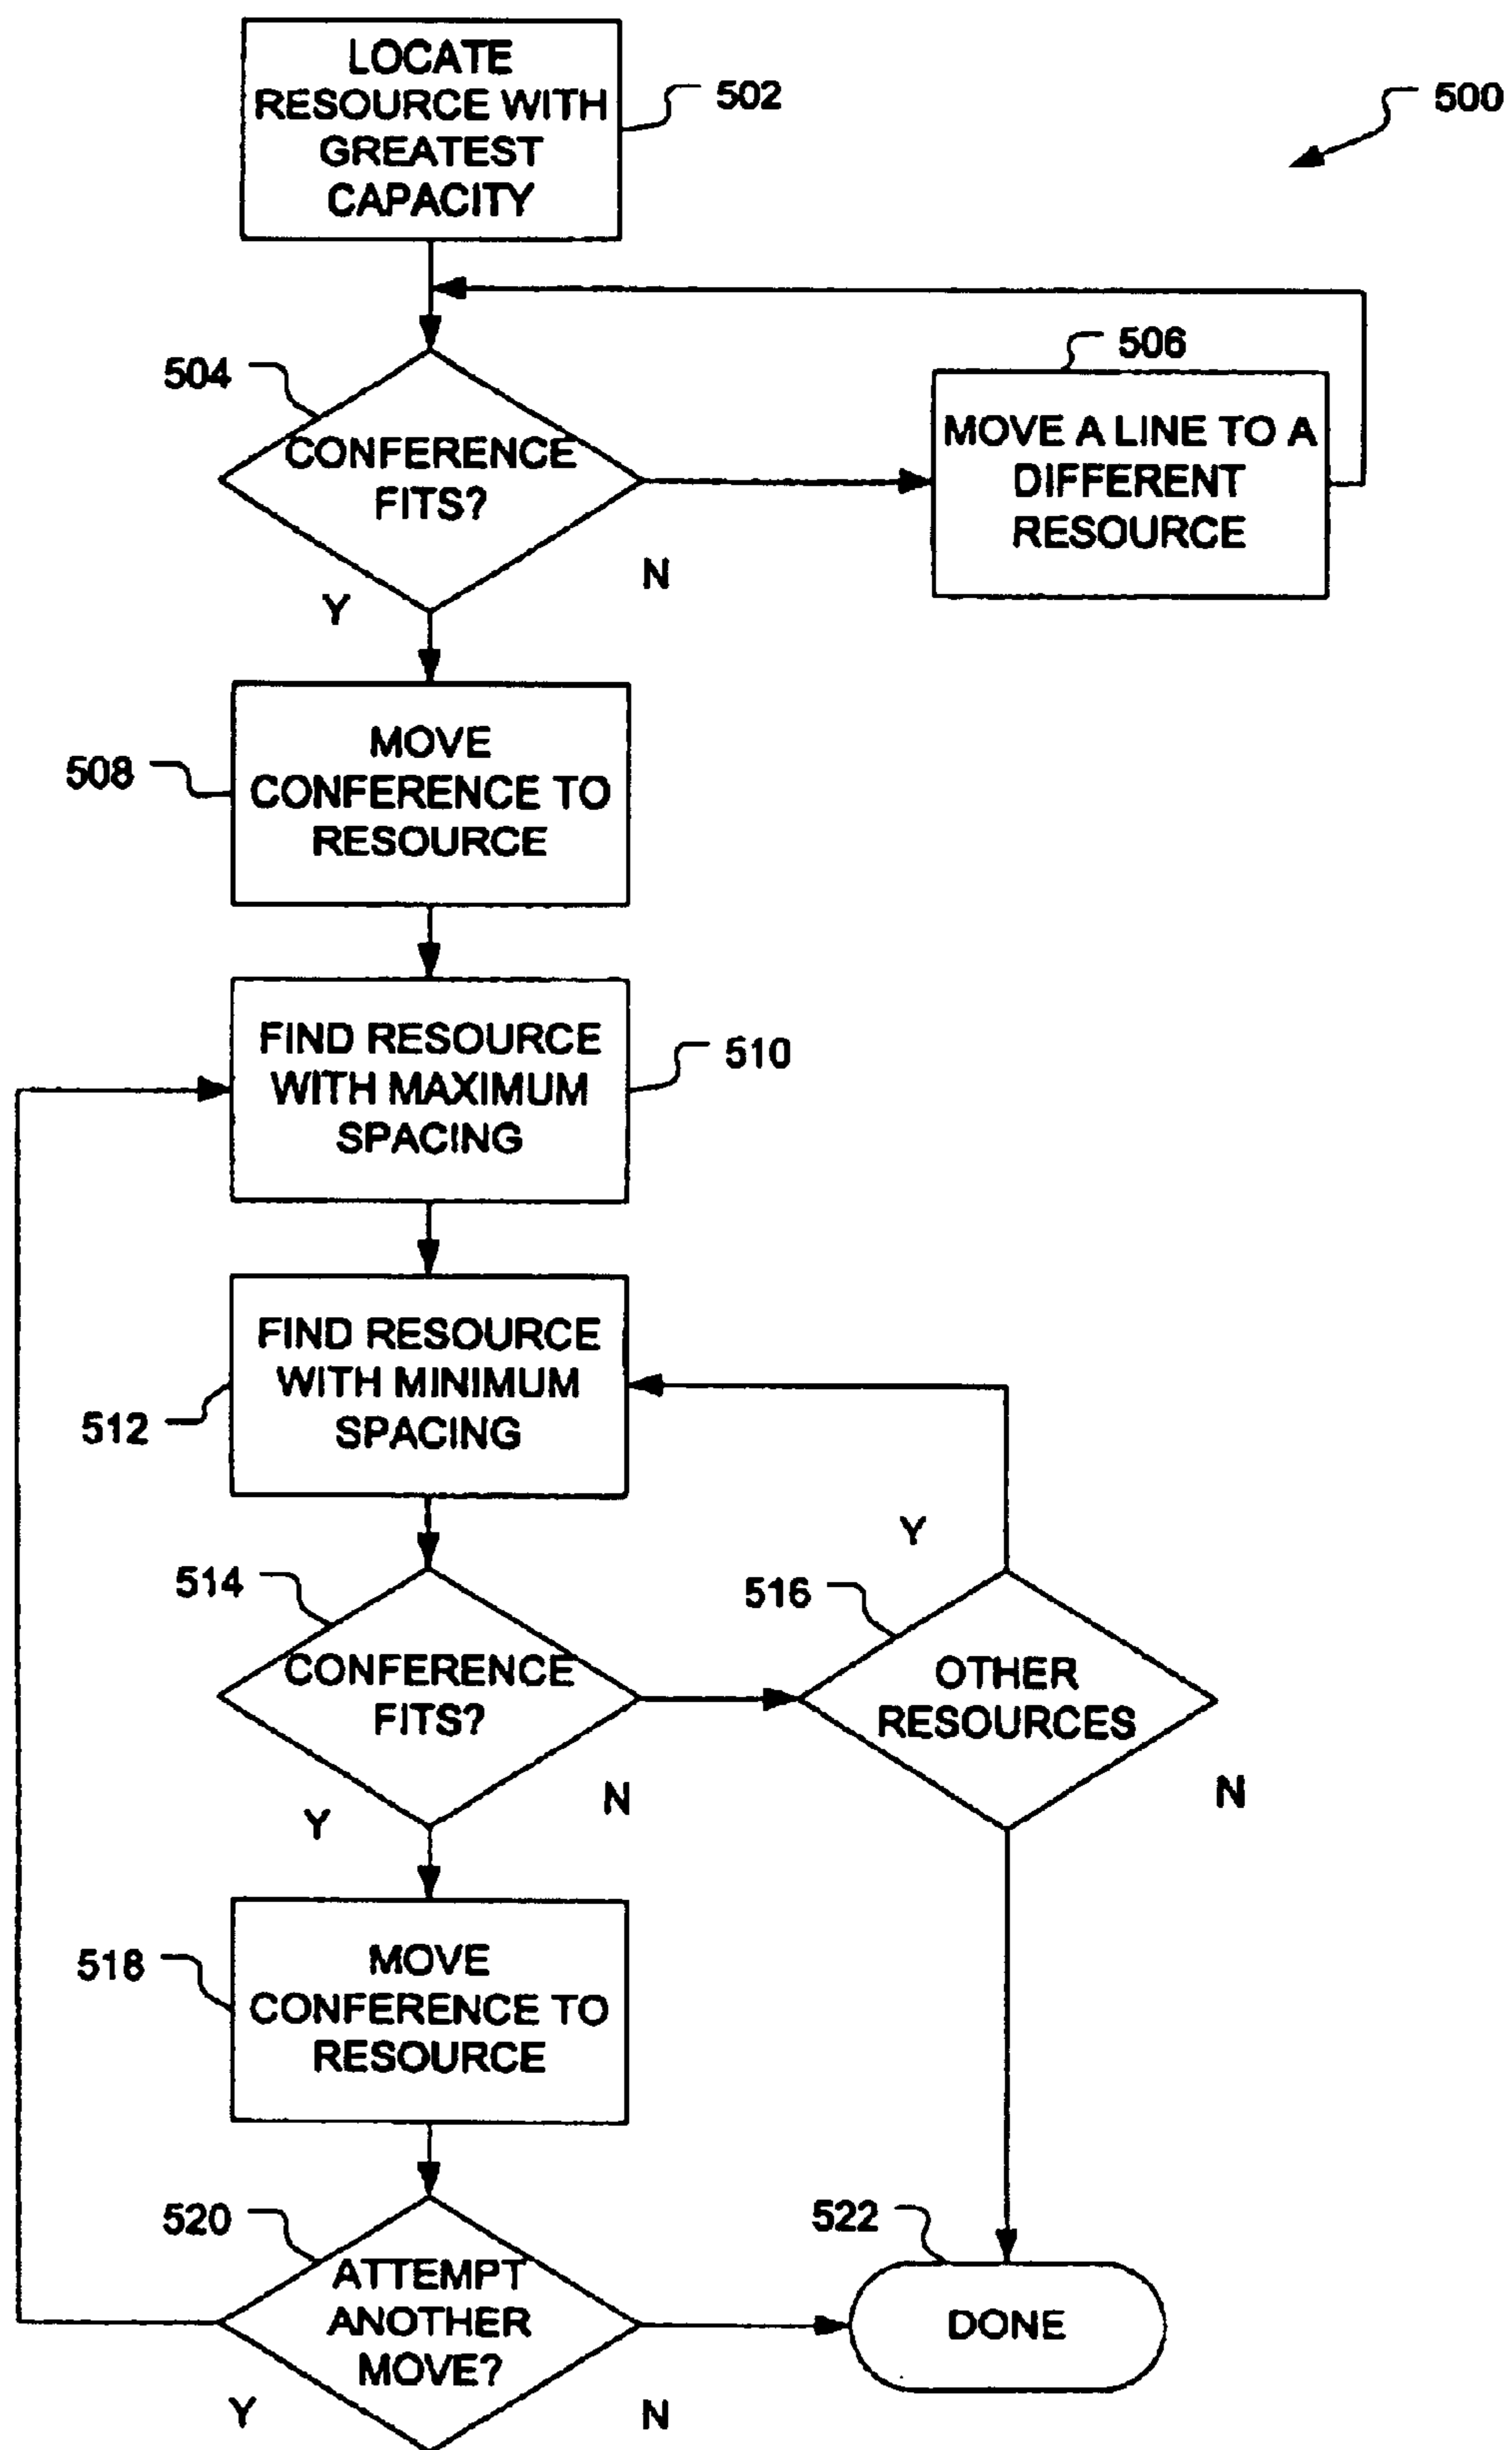 LOCATE
RESOURCE WITH
GREATEST
CAPACITY
502
500
504
CONFERENCE
FITS?
Y
N
506
MOVE A LINE TO A
DIFFERENT
RESOURCE
508
MOVE
CONFERENCE TO
RESOURCE
510
FIND RESOURCE
WITH MAXIMUM
SPACING
512
FIND RESOURCE
WITH MINIMUM
SPACING
514
CONFERENCE
FITS?
Y
N
516
OTHER
RESOURCES
Y
N
518
MOVE
CONFERENCE TO
RESOURCE
520
ATTEMPT
ANOTHER
MOVE?
Y
N
522
DONE